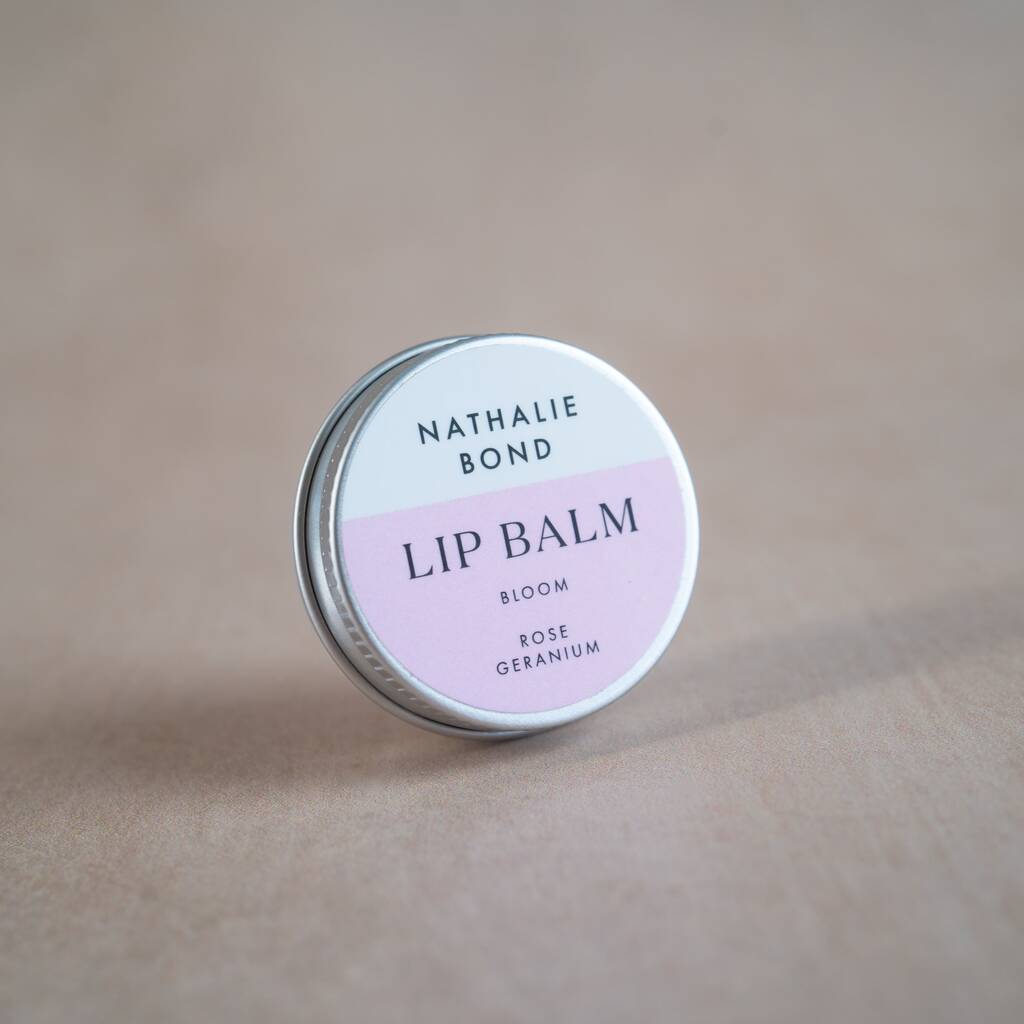 NATHALIE
BOND
LIP BALM
BLOOM
ROSE
GERANIUM